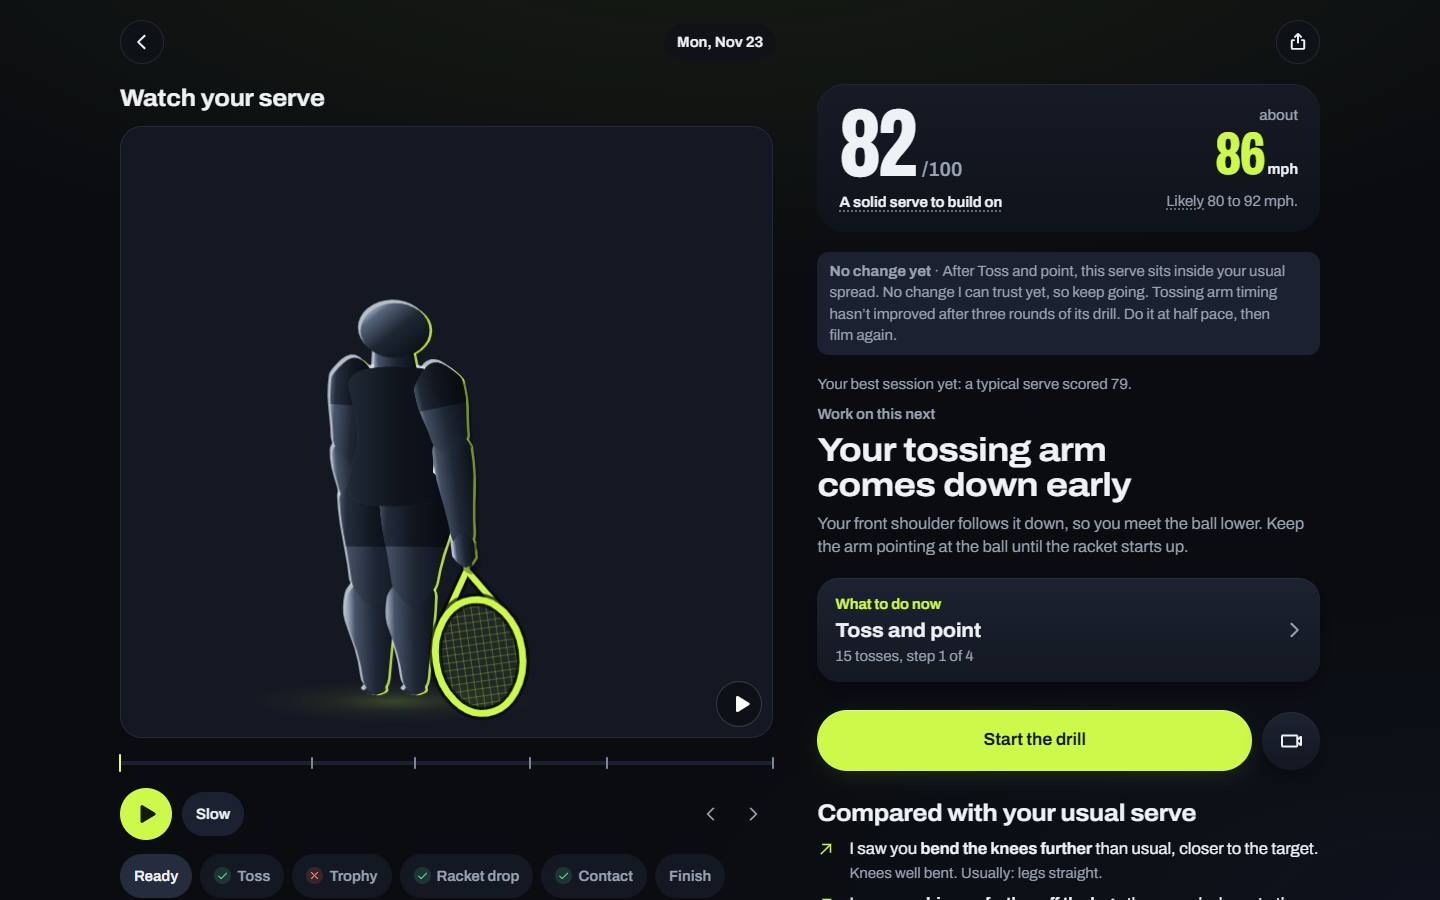 Mon, Nov 23
Watch your serve
82 /100
A solid serve to build on
about
86 mph
Likely 80 to 92 mph.
No change yet · After Toss and point, this serve sits inside your usual
spread. No change I can trust yet, so keep going. Tossing arm timing
hasn’t improved after three rounds of its drill. Do it at half pace, then
film again.
Your best session yet: a typical serve scored 79.
Work on this next
Your tossing arm
comes down early
Your front shoulder follows it down, so you meet the ball lower. Keep
the arm pointing at the ball until the racket starts up.
What to do now
Toss and point
15 tosses, step 1 of 4
Start the drill
Slow
Ready
Toss
Trophy
Racket drop
Contact
Finish
Compared with your usual serve
I saw you bend the knees further than usual, closer to the target.
Knees well bent. Usually: legs straight.